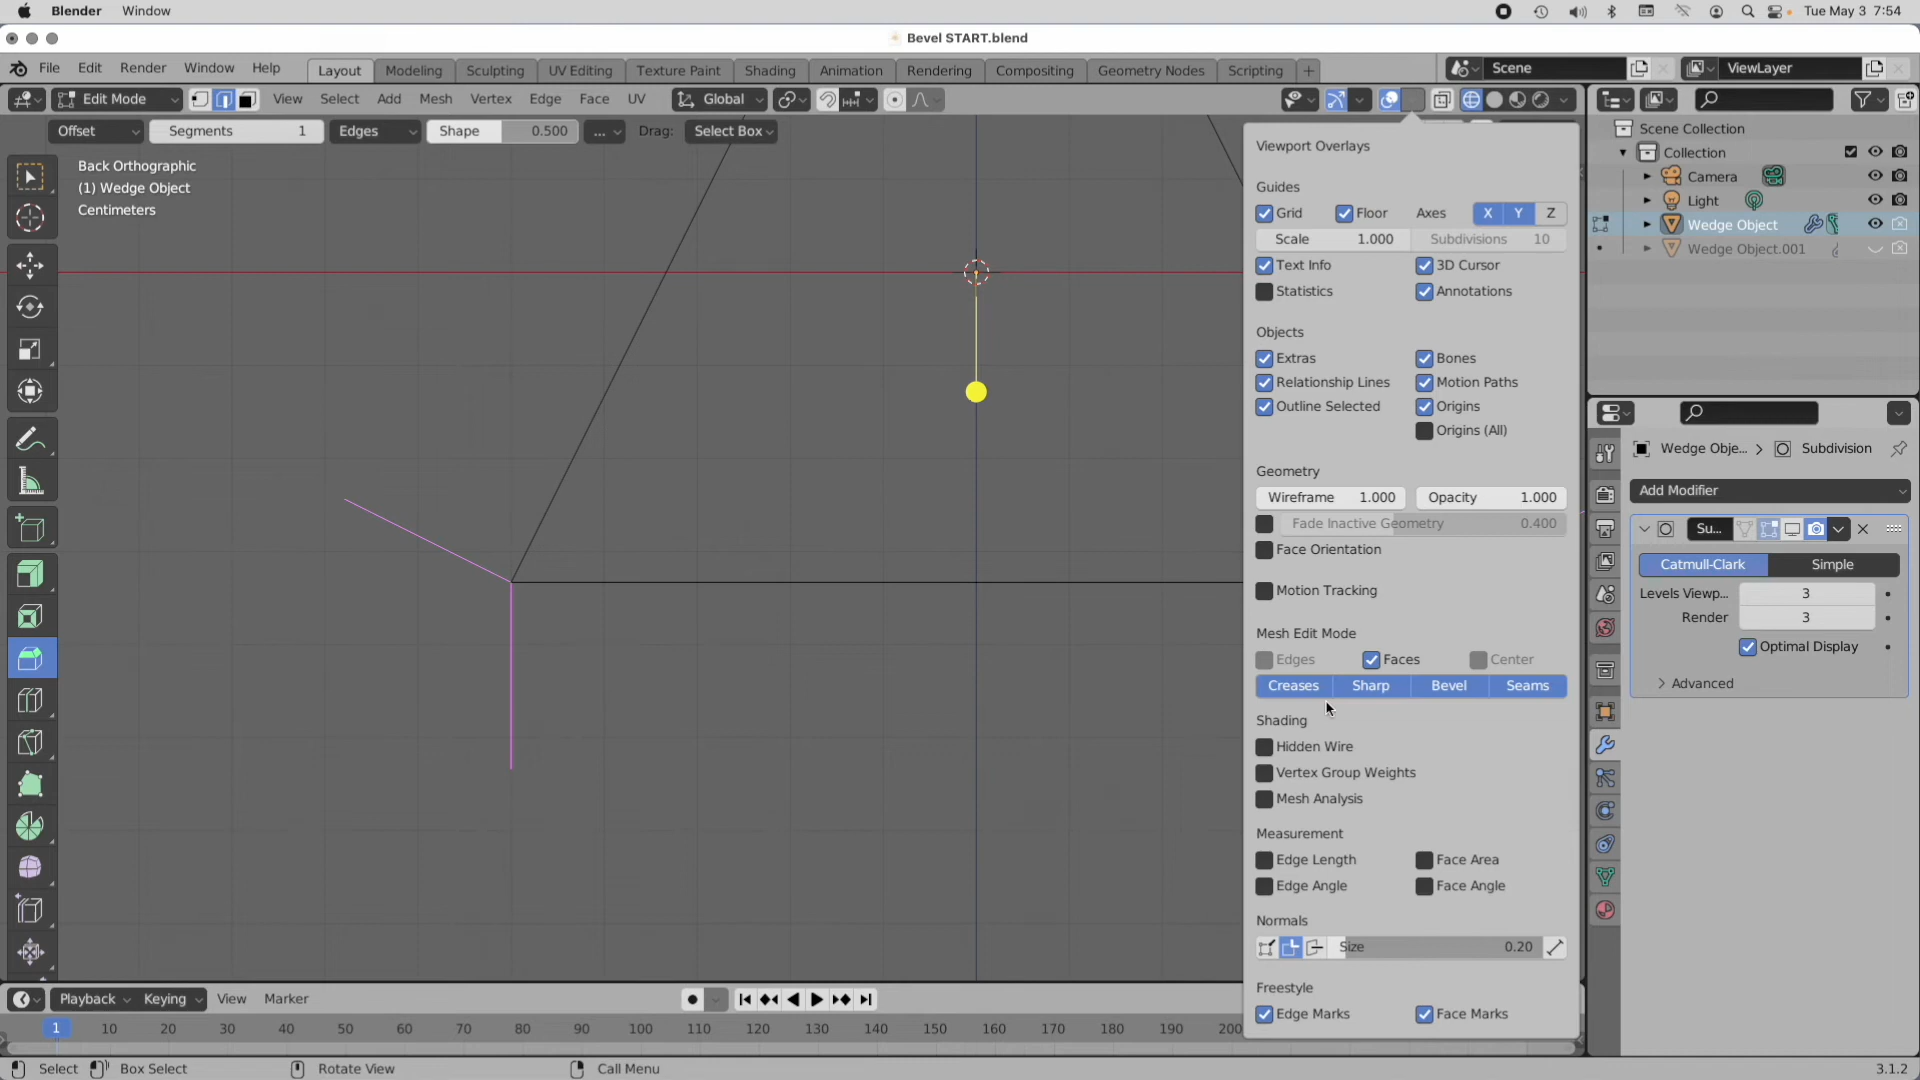 Blender Window
Tue May 3 7:54
Bevel START.blend
File Edit Render Window Help Layout Modeling Sculpting UV Editing Texture Paint Shading Animation Rendering Compositing Geometry Nodes Scripting + Scene ViewLayer
Edit Mode View Select Add Mesh Vertex Edge Face UV Global
Offset Segments 1 Edges Shape 0.500 ... Drag: Select Box
Back Orthographic
(1) Wedge Object
Centimeters
Viewport Overlays
Guides
Grid Floor Axes X Y Z
Scale 1.000 Subdivisions 10
Text Info 3D Cursor
Statistics Annotations
Objects
Extras Bones
Relationship Lines Motion Paths
Outline Selected Origins
Origins (All)
Geometry
Wireframe 1.000 Opacity 1.000
Fade Inactive Geometry 0.400
Face Orientation
Motion Tracking
Mesh Edit Mode
Edges Faces Center
Creases Sharp Bevel Seams
Shading
Hidden Wire
Vertex Group Weights
Mesh Analysis
Measurement
Edge Length Face Area
Edge Angle Face Angle
Normals
Size 0.20
Freestyle
Edge Marks Face Marks
Scene Collection
Collection
Camera
Light
Wedge Object
Wedge Object.001
Wedge Obje... > Subdivision
Add Modifier
Su...
Catmull-Clark Simple
Levels Viewp... 3
Render 3
Optimal Display
Advanced
Playback Keying View Marker
1 10 20 30 40 50 60 70 80 90 100 110 120 130 140 150 160 170 180 190 200
Select Box Select Rotate View Call Menu 3.1.2